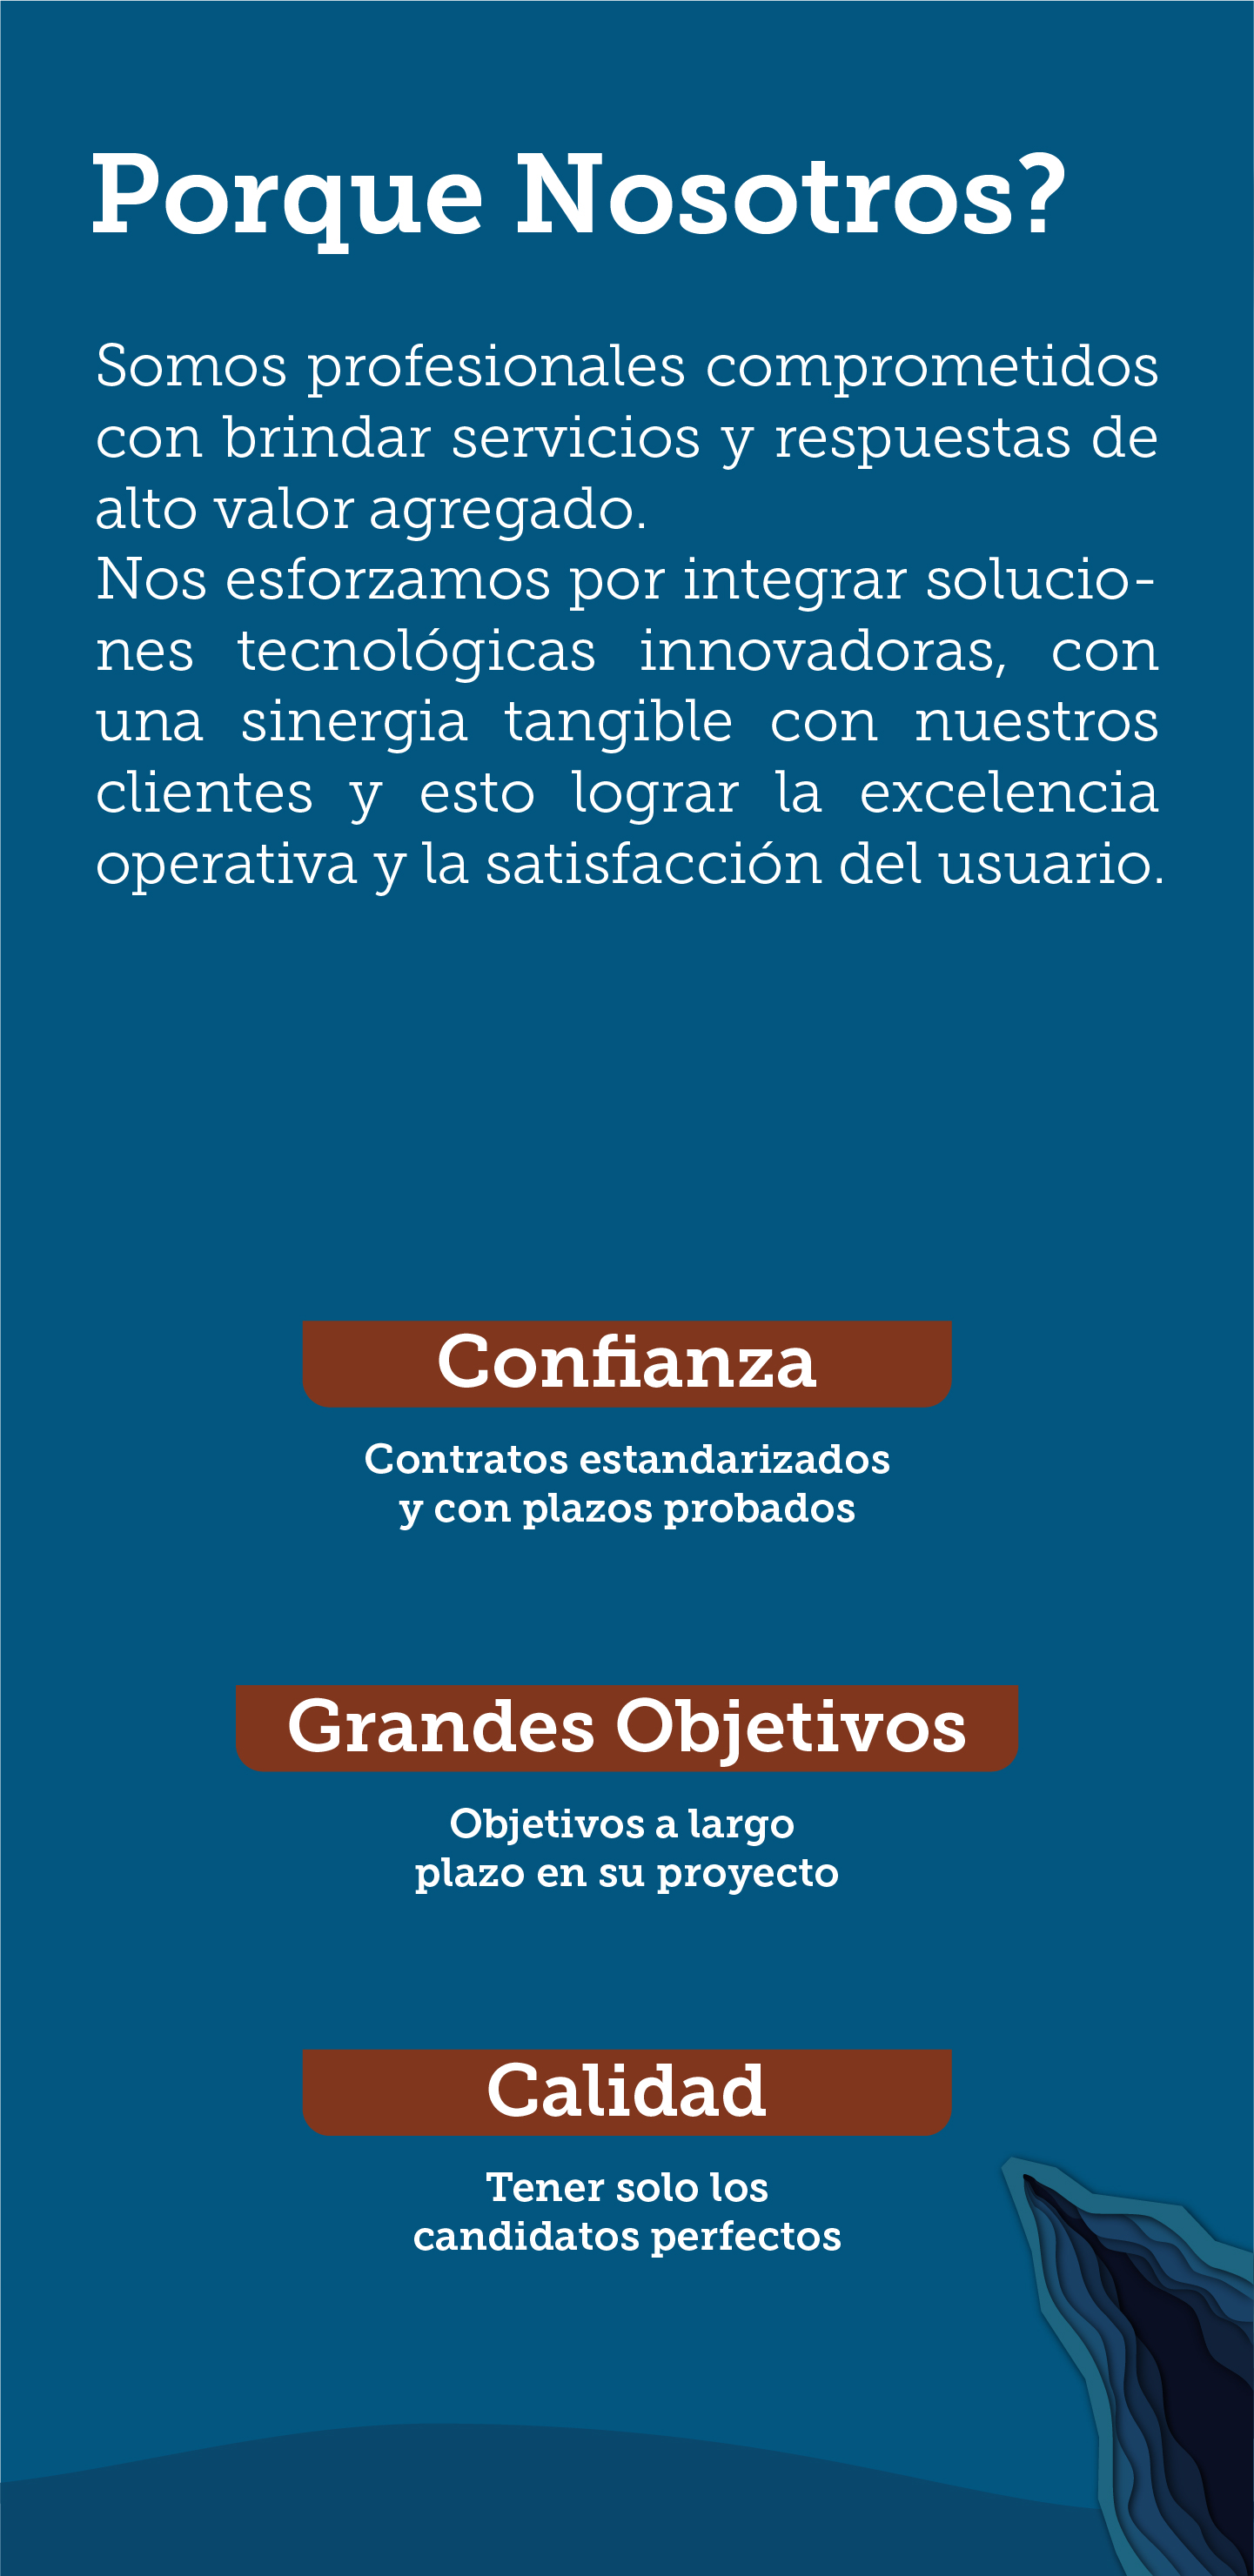 Porque Nosotros?
Somos profesionales comprometidos
con brindar servicios y respuestas de
alto valor agregado.
Nos esforzamos por integrar solucio-
nes tecnológicas innovadoras, con
una sinergia tangible con nuestros
clientes y esto lograr la excelencia
operativa y la satisfacción del usuario.
Confianza
Contratos estandarizados
y con plazos probados
Grandes Objetivos
Objetivos a largo
plazo en su proyecto
Calidad
Tener solo los
candidatos perfectos